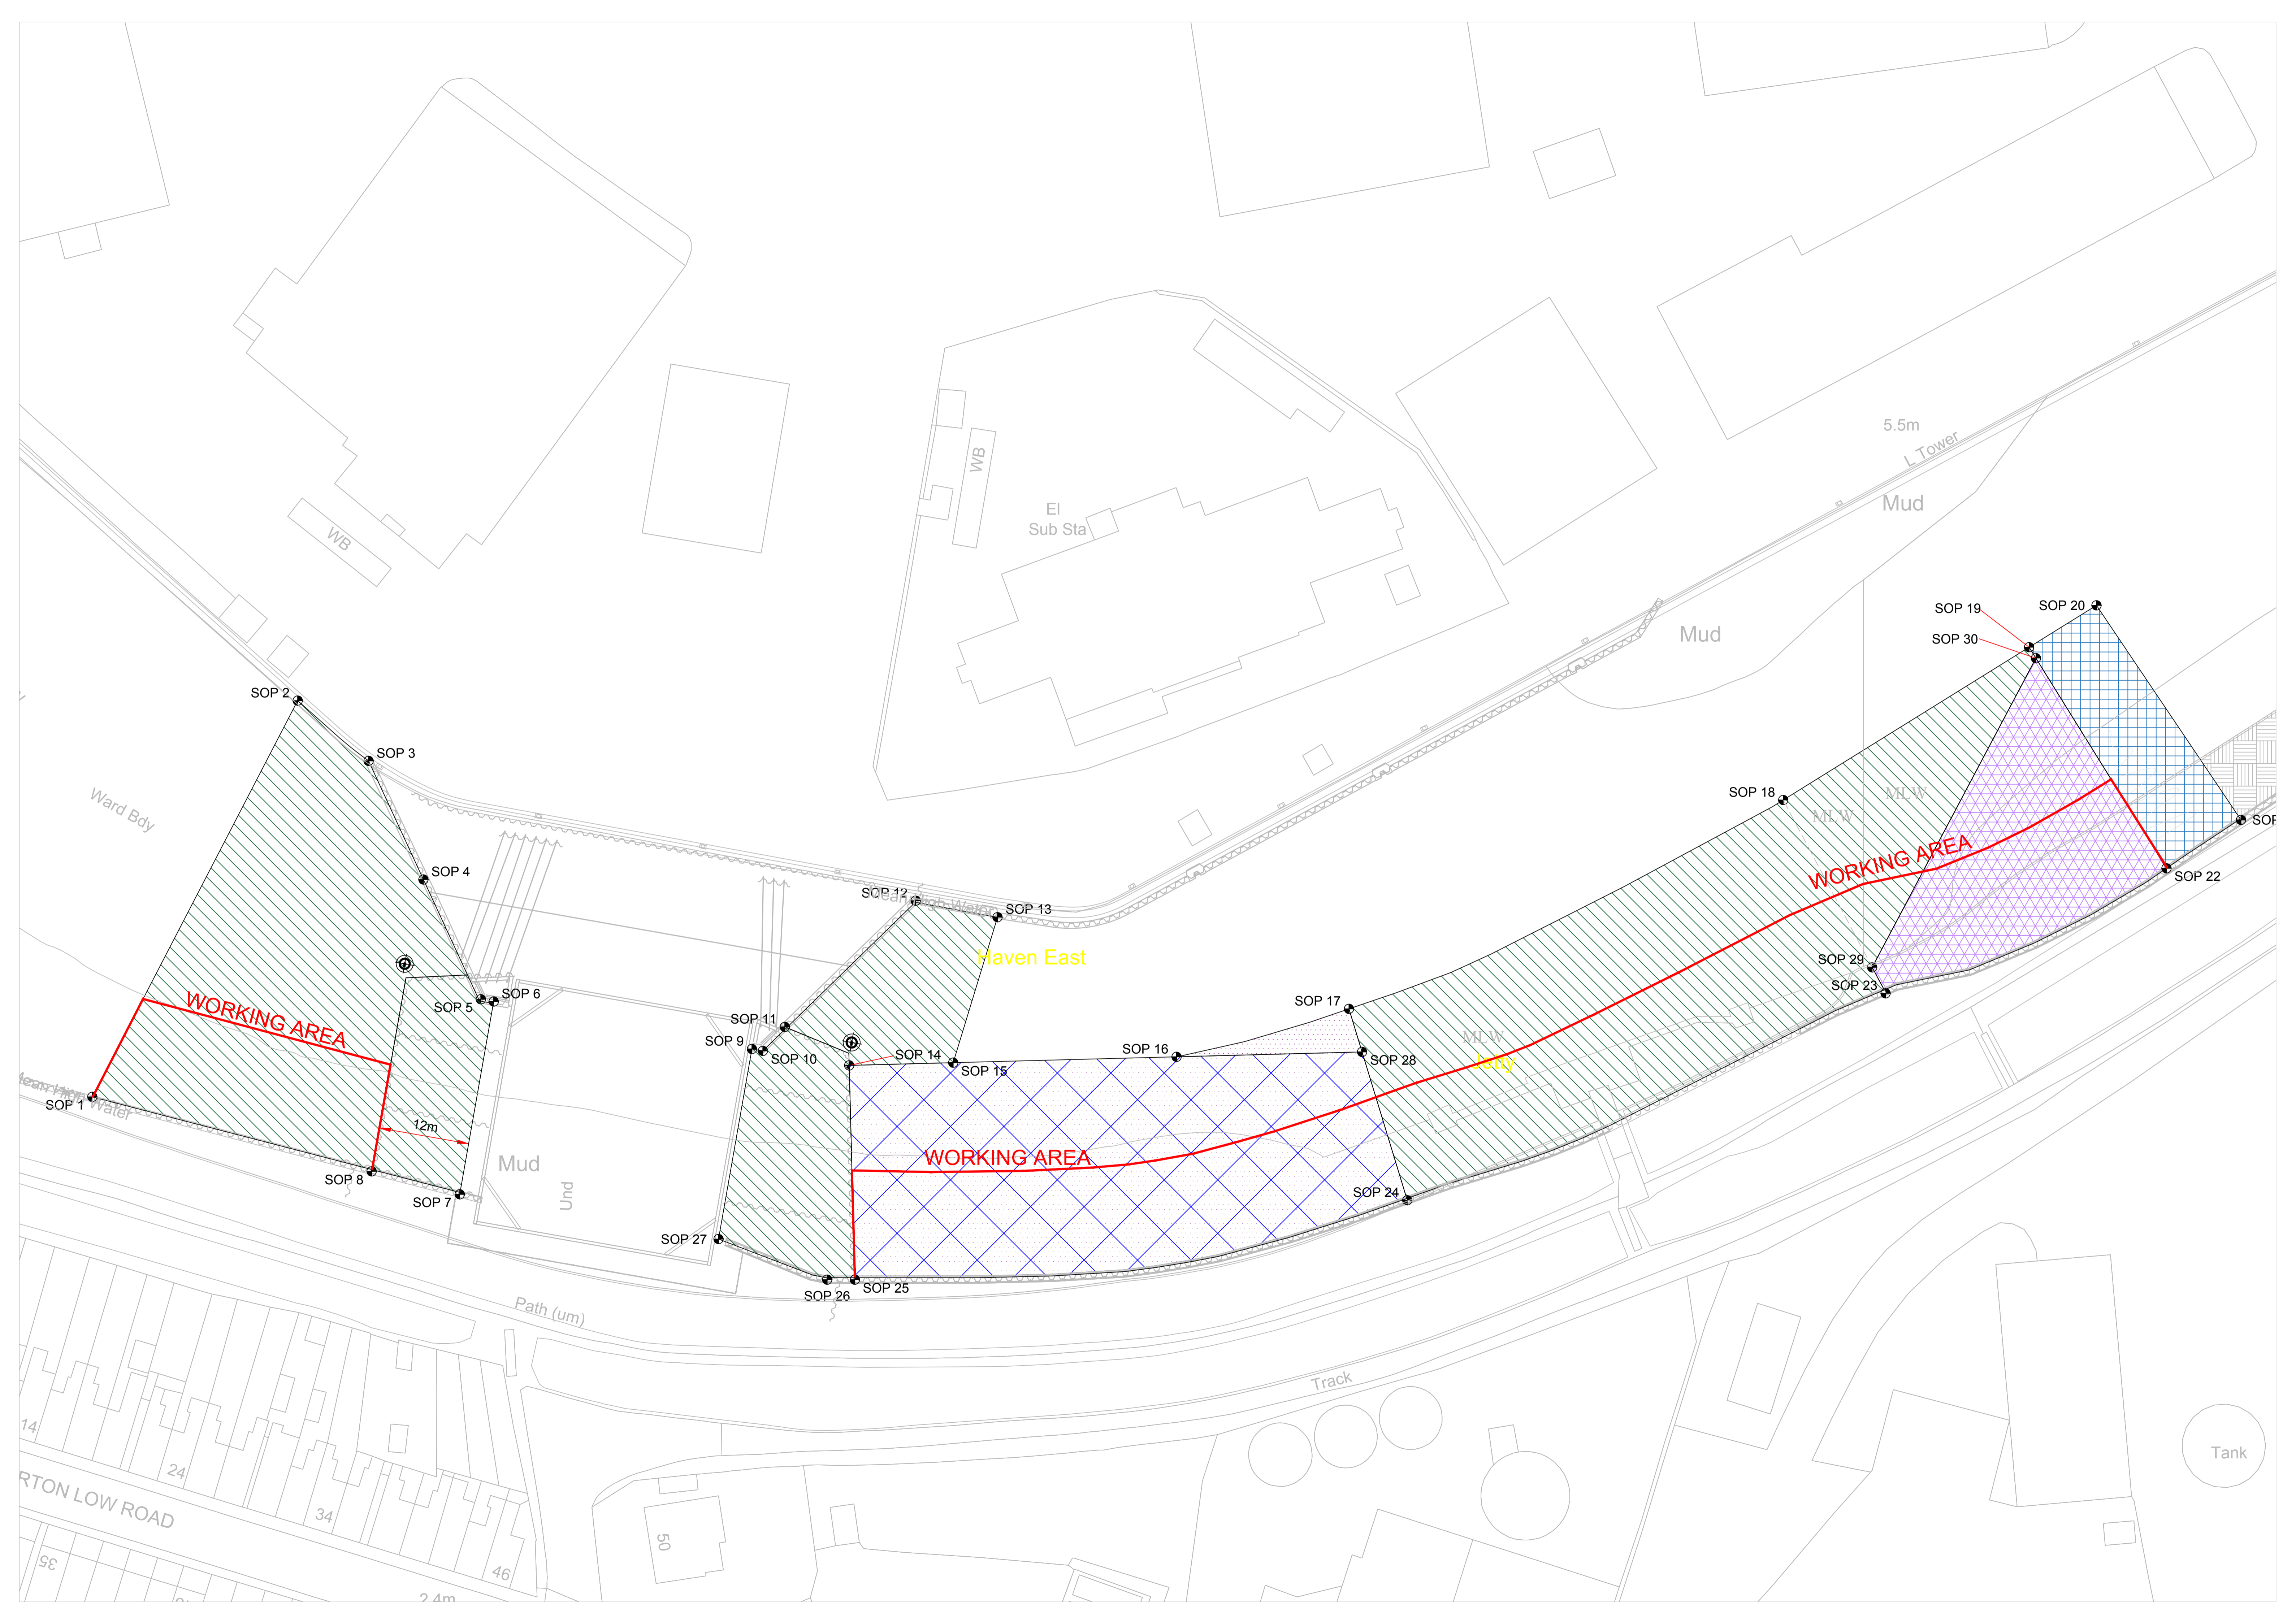 5.5m
L Tower
WB
WB
El
Sub Sta
Mud
Mud
SOP 19
SOP 20
SOP 30
SOP 2
SOP 3
Ward Bdy
SOP 18
MLW
MLW
SOP
SOP 4
WORKING AREA
SOP 22
SOP 12
SOP 13
Haven East
SOP 29
SOP 23
SOP 5
SOP 6
SOP 17
WORKING AREA
SOP 11
SOP 9
SOP 10
SOP 14
SOP 15
SOP 16
SOP 28
MLW
Jetty
SOP 1
Water
12m
Mud
Und
WORKING AREA
SOP 8
SOP 7
SOP 24
SOP 27
SOP 26
SOP 25
Path (um)
Track
14
24
34
46
RTON LOW ROAD
35
50
Tank
2.4m